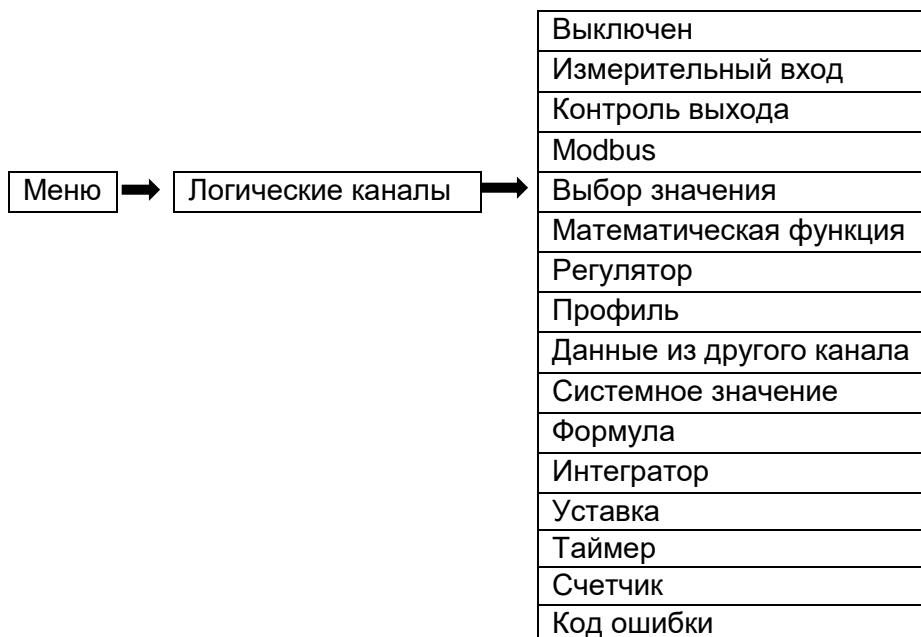 Меню
Логические каналы
Выключен
Измерительный вход
Контроль выхода
Modbus
Выбор значения
Математическая функция
Регулятор
Профиль
Данные из другого канала
Системное значение
Формула
Интегратор
Уставка
Таймер
Счетчик
Код ошибки